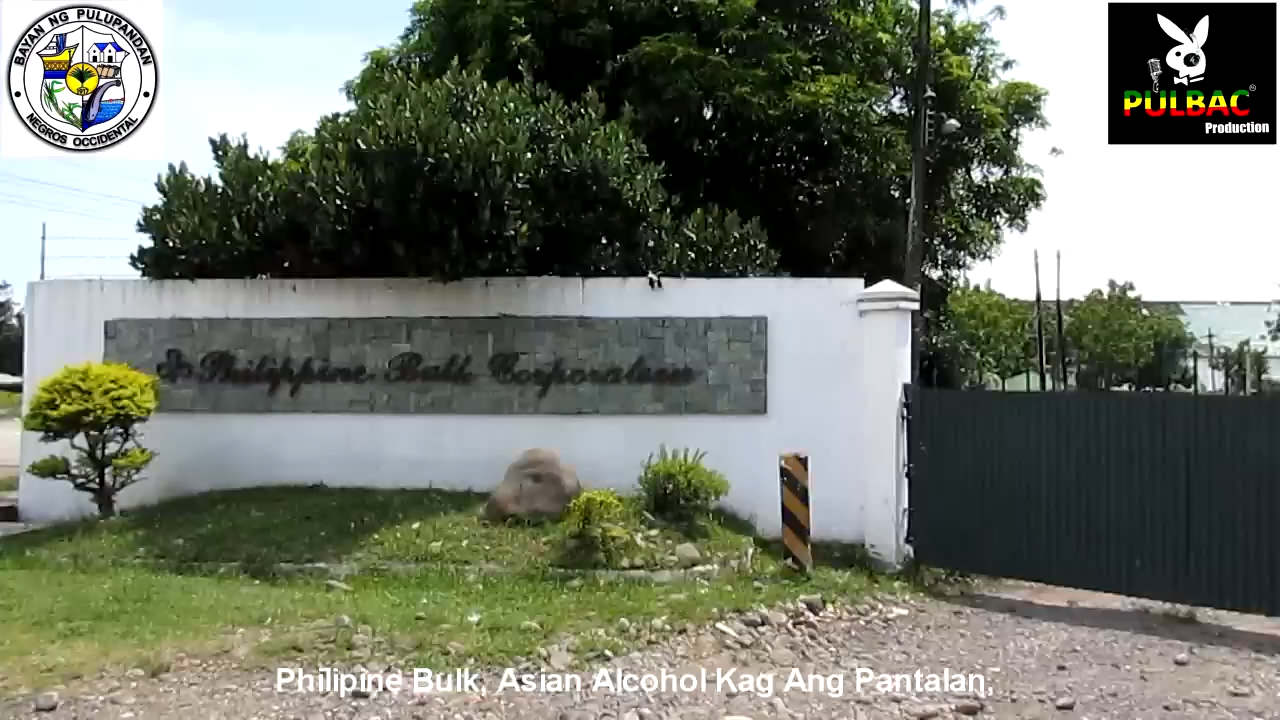 BAYAN NG PULUPANDAN
NEGROS OCCIDENTAL
PULBAC®
Production
Philippine Bulk Corporation
Philipine Bulk, Asian Alcohol Kag Ang Pantalan,